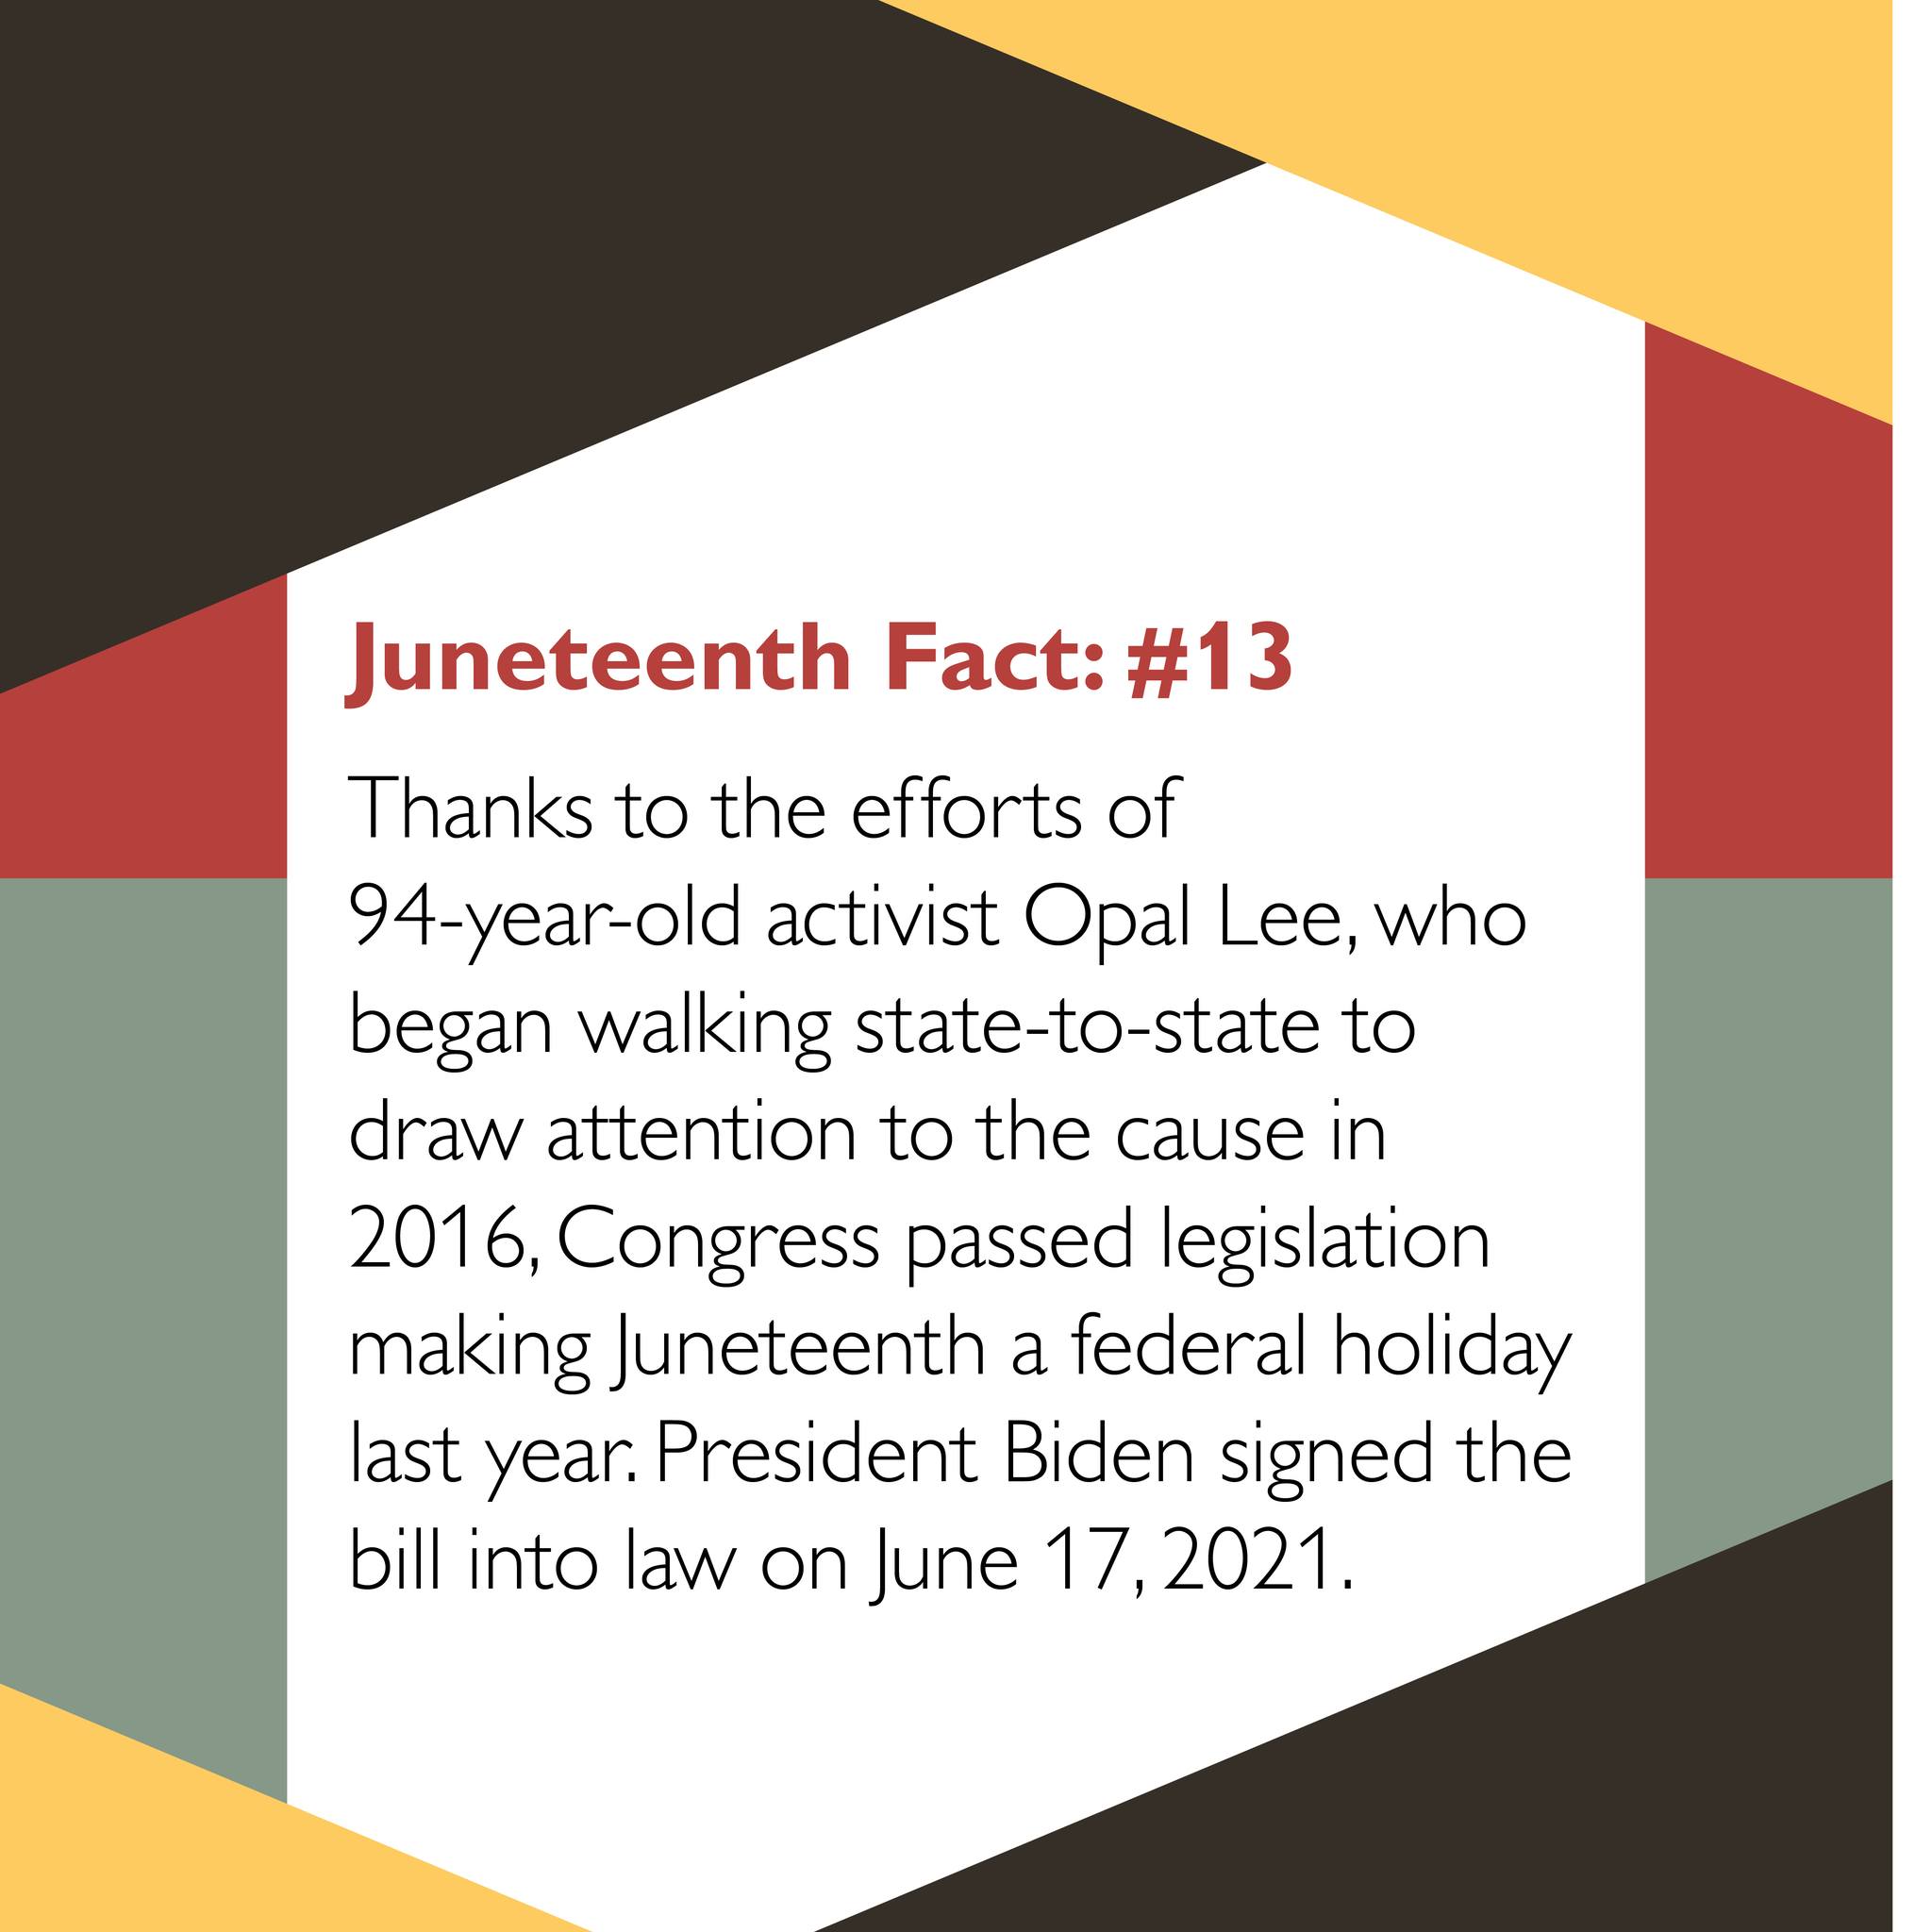 Juneteenth Fact: #13
Thanks to the efforts of
94-year-old activist Opal Lee, who
began walking state-to-state to
draw attention to the cause in
2016, Congress passed legislation
making Juneteenth a federal holiday
last year. President Biden signed the
bill into law on June 17, 2021.